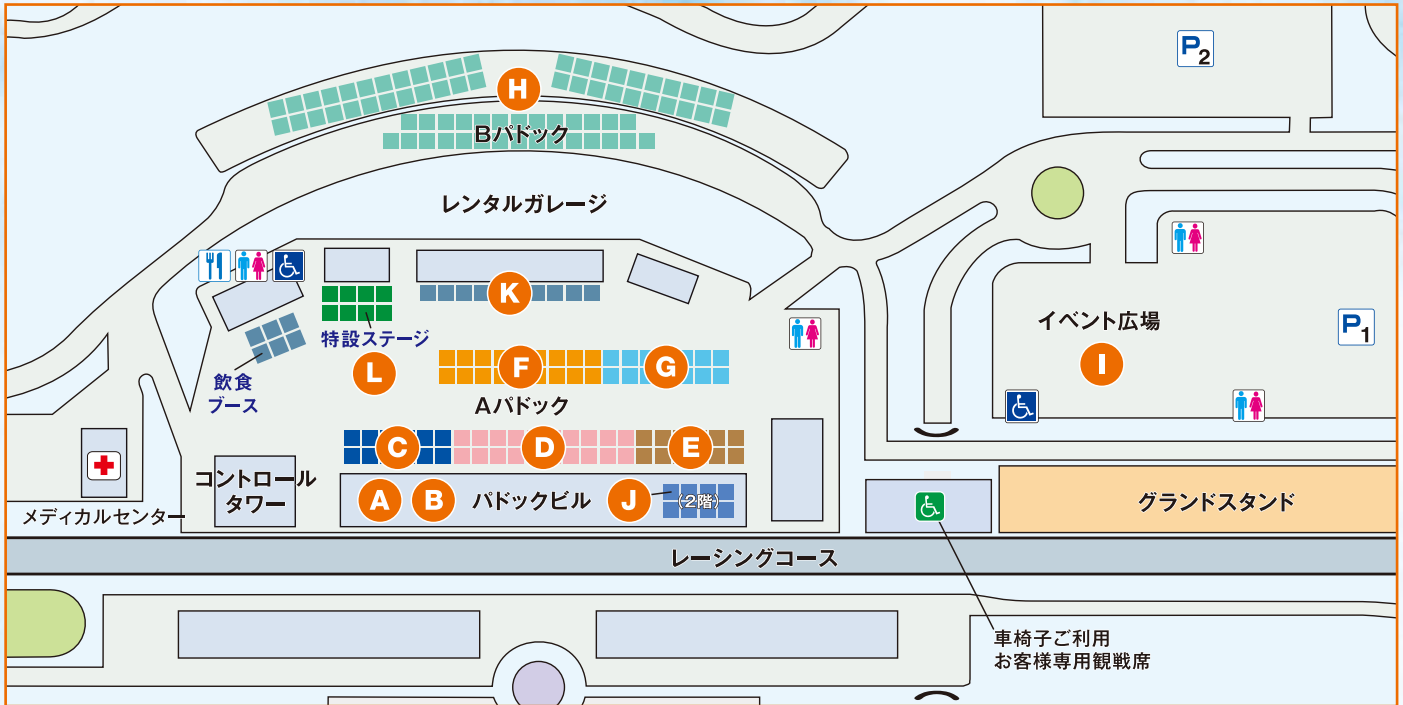 P2
H
Bパドック
レンタルガレージ
K
特設ステージ
イベント広場
P1
飲食
ブース
L
F
G
I
Aパドック
C
D
E
コントロール
タワー
A
B
パドックビル
J
(2階)
メディカルセンター
グランドスタンド
レーシングコース
車椅子ご利用
お客様専用観戦席